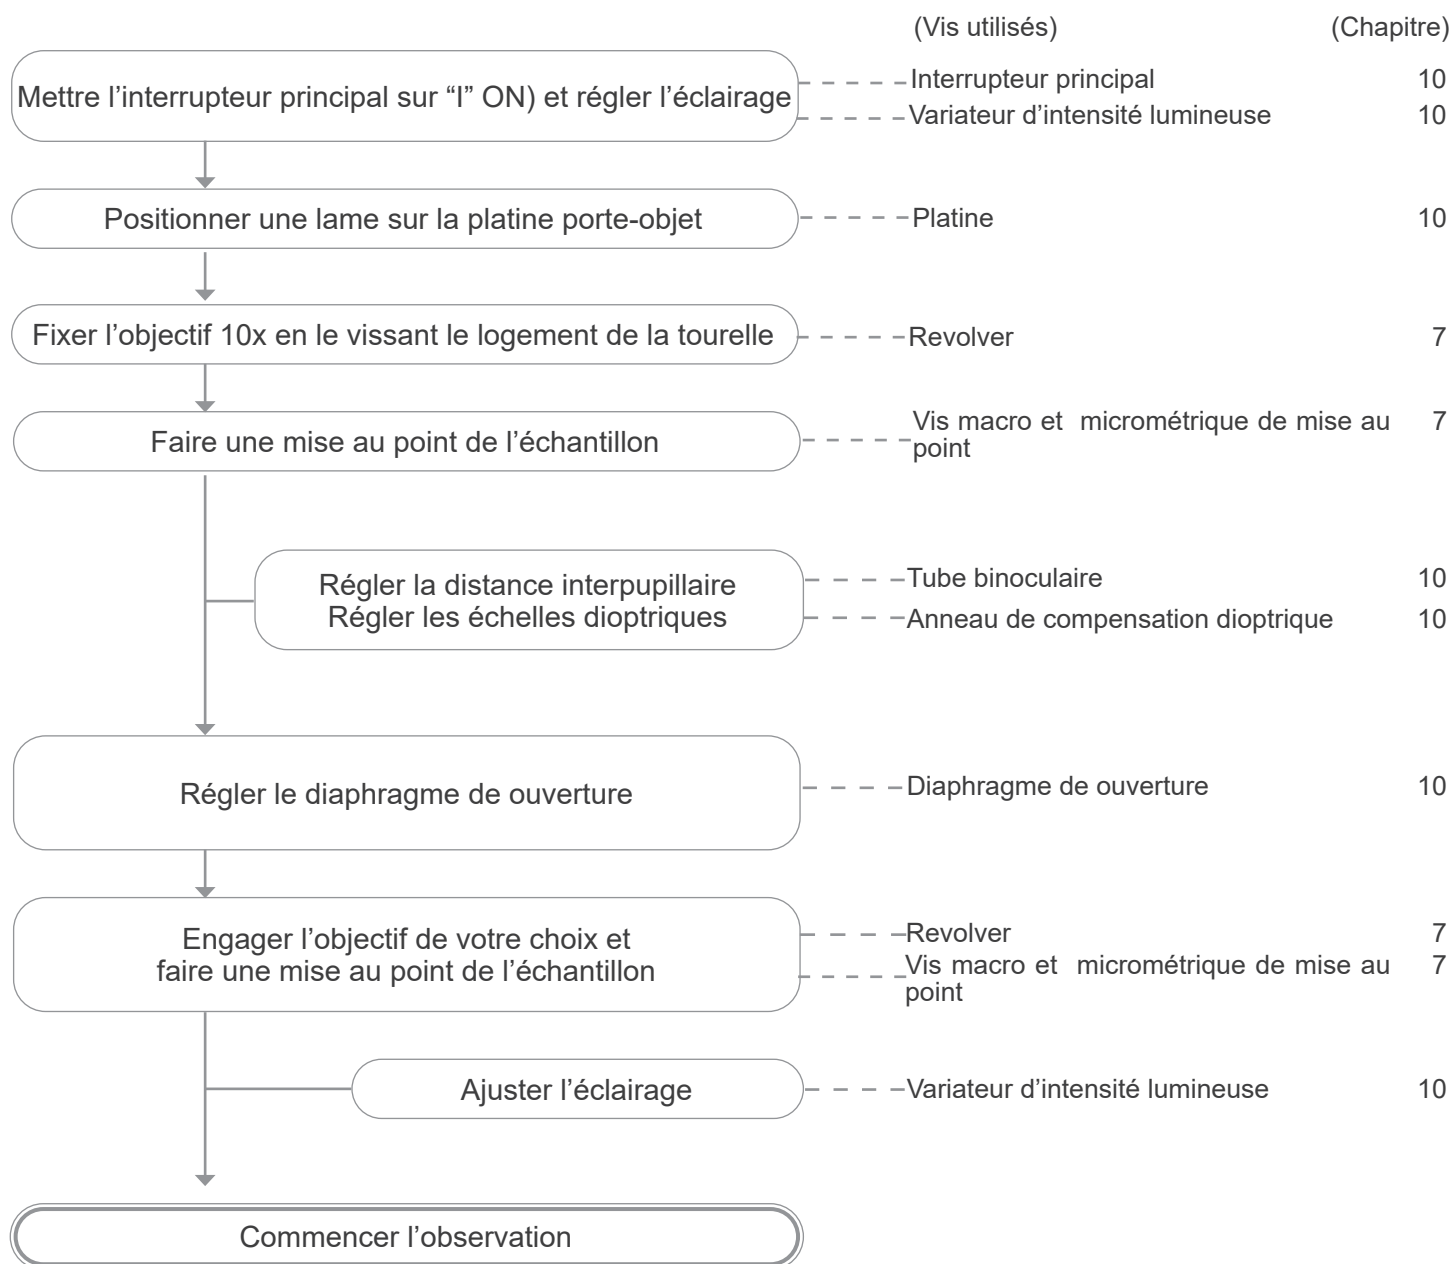 (Vis utilisés) (Chapitre)
Mettre l’interrupteur principal sur “I” ON) et régler l’éclairage
Interrupteur principal 10
Variateur d’intensité lumineuse 10
Positionner une lame sur la platine porte-objet
Platine 10
Fixer l’objectif 10x en le vissant le logement de la tourelle
Revolver 7
Faire une mise au point de l’échantillon
Vis macro et micrométrique de mise au 7
point
Régler la distance interpupillaire
Régler les échelles dioptriques
Tube binoculaire 10
Anneau de compensation dioptrique 10
Régler le diaphragme de ouverture
Diaphragme de ouverture 10
Engager l’objectif de votre choix et
faire une mise au point de l’échantillon
Revolver 7
Vis macro et micrométrique de mise au 7
point
Ajuster l’éclairage
Variateur d’intensité lumineuse 10
Commencer l’observation